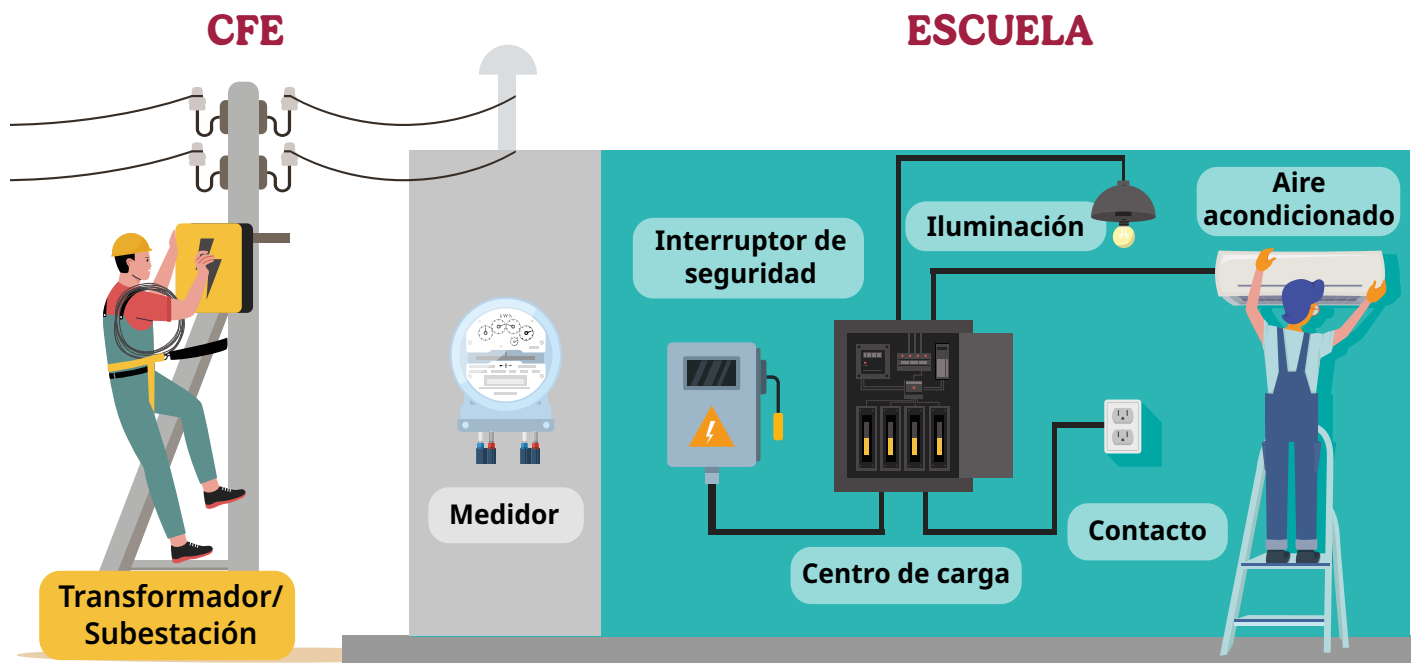 CFE
ESCUELA
Aire
acondicionado
Iluminación
Interruptor de
seguridad
Medidor
Contacto
Centro de carga
Transformador/
Subestación